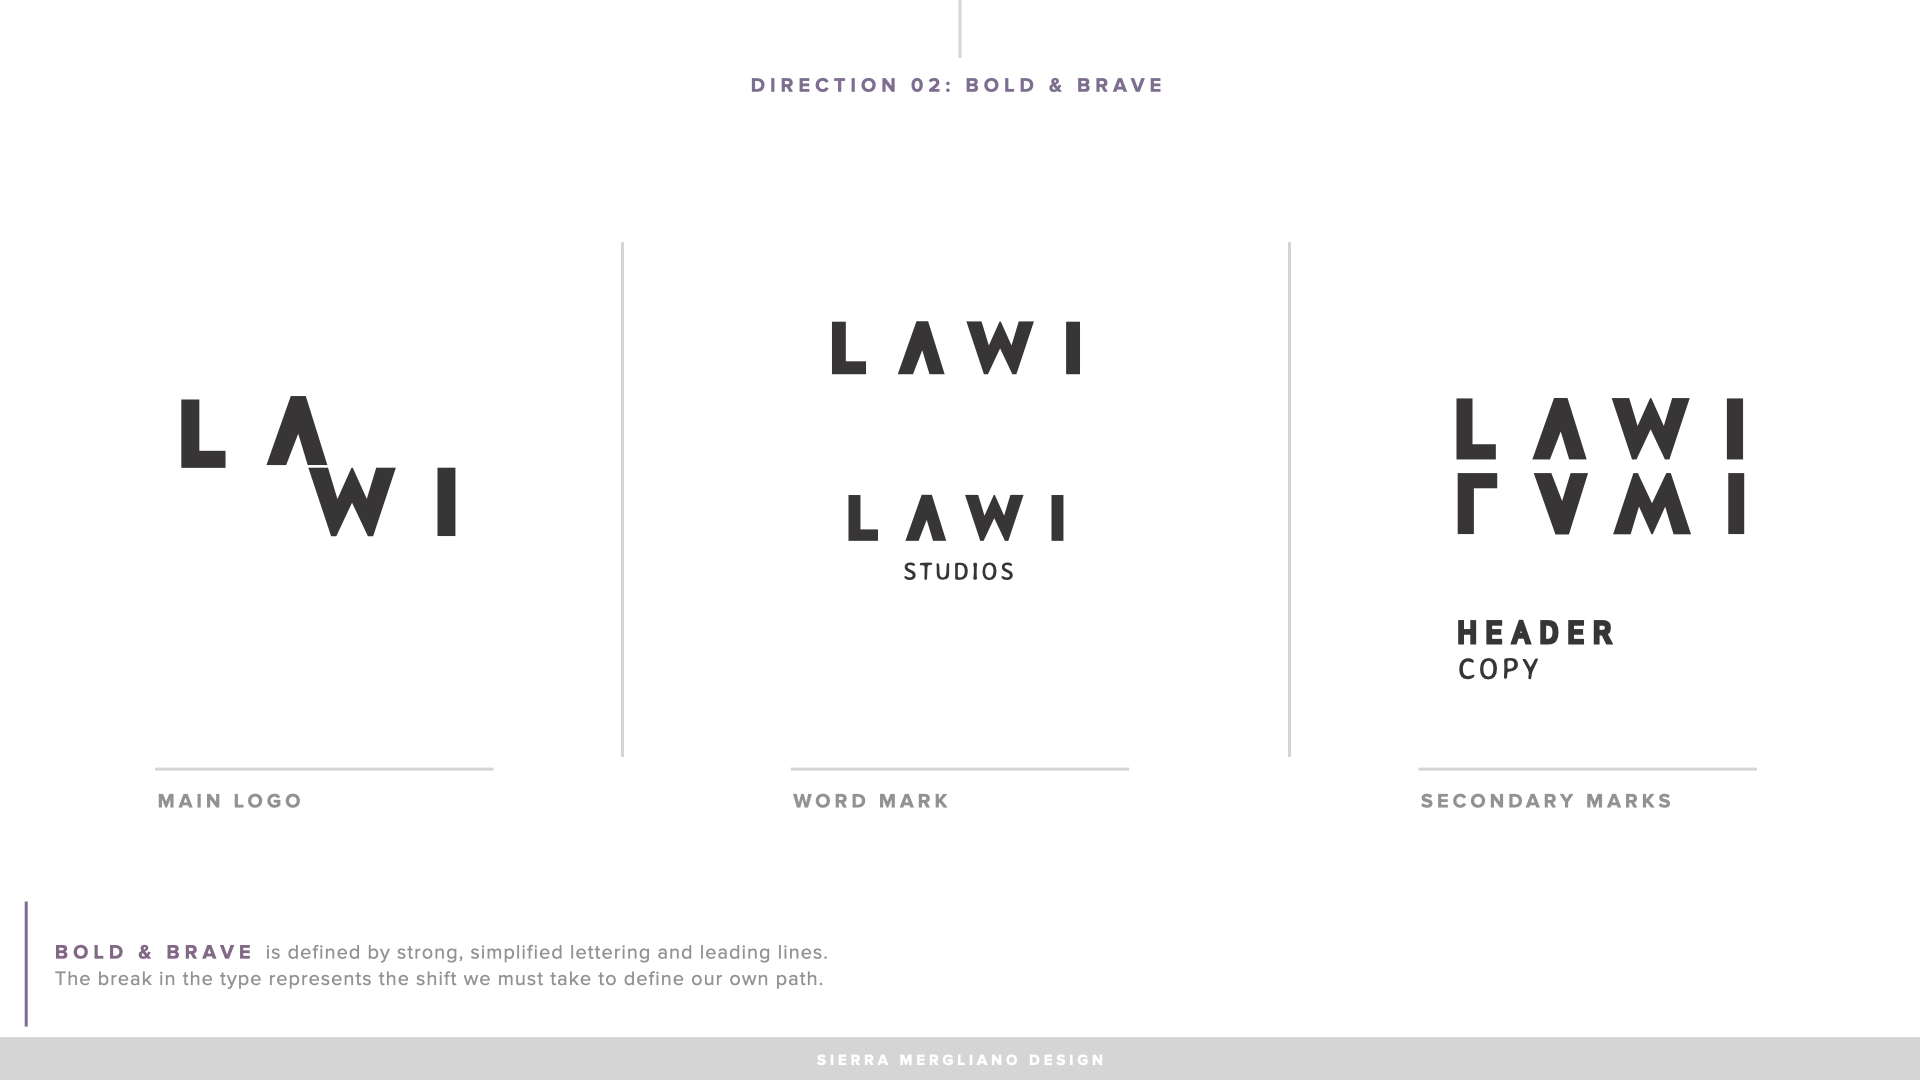 DIRECTION 02: BOLD & BRAVE
LA
WI
MAIN LOGO
LAWI
LAWI
STUDIOS
WORD MARK
LAWI
LAWI
HEADER
COPY
SECONDARY MARKS
BOLD & BRAVE is defined by strong, simplified lettering and leading lines.
The break in the type represents the shift we must take to define our own path.
SIERRA MERGLIANO DESIGN